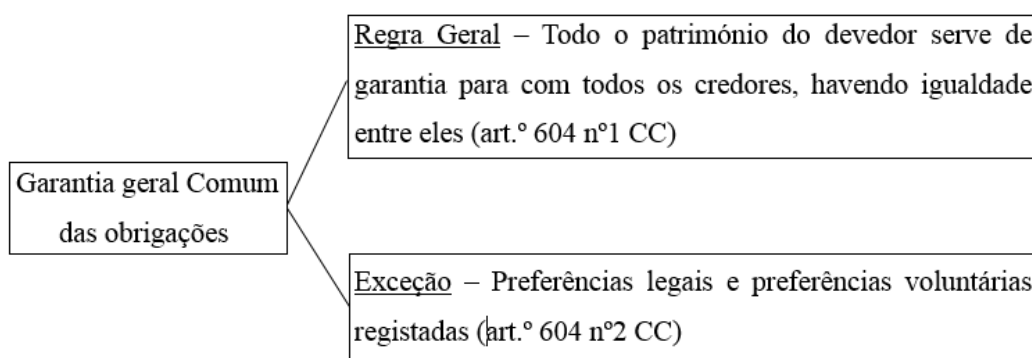 Regra Geral – Todo o património do devedor serve de
garantia para com todos os credores, havendo igualdade
entre eles (art.º 604 nº1 CC)
Garantia geral Comum
das obrigações
Exceção – Preferências legais e preferências voluntárias
registadas (art.º 604 nº2 CC)